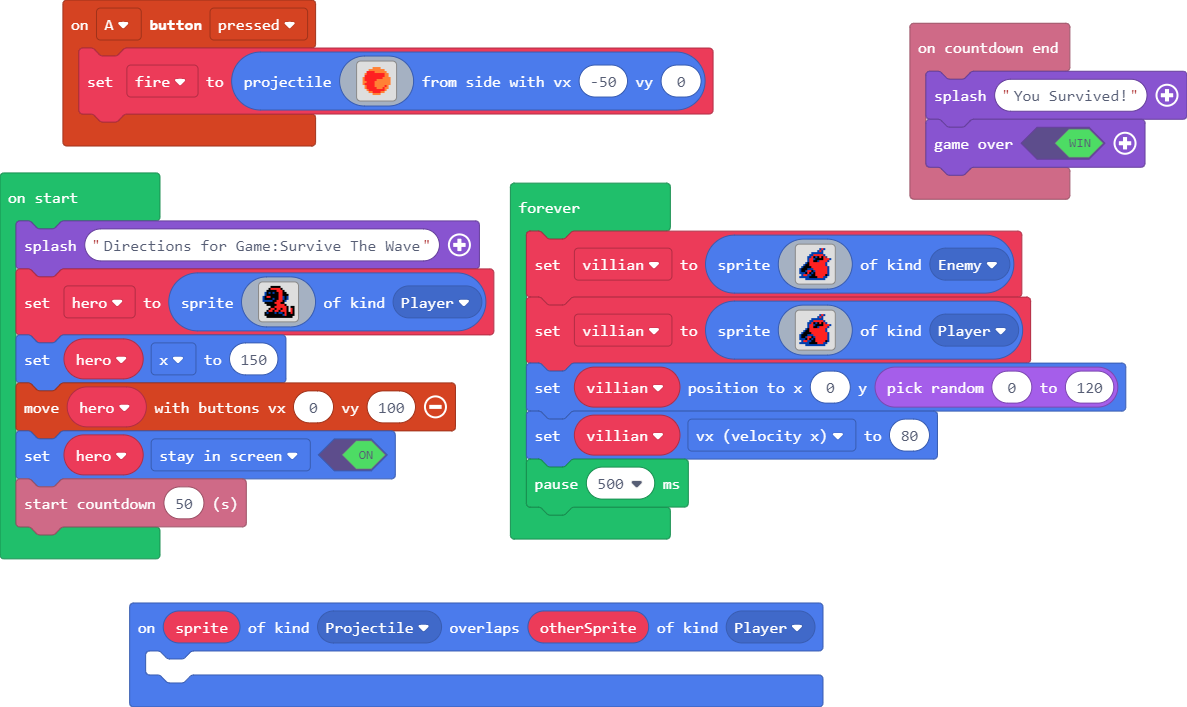 on A button pressed
set fire to projectile from side with vx -50 vy 0
on countdown end
splash "You Survived!"
game over WIN
on start
splash "Directions for Game:Survive The Wave"
set hero to sprite of kind Player
set hero x to 150
move hero with buttons vx 0 vy 100
set hero stay in screen ON
start countdown 50 (s)
forever
set villian to sprite of kind Enemy
set villian to sprite of kind Player
set villian position to x 0 y pick random 0 to 120
set villian vx (velocity x) to 80
pause 500 ms
on sprite of kind Projectile overlaps otherSprite of kind Player